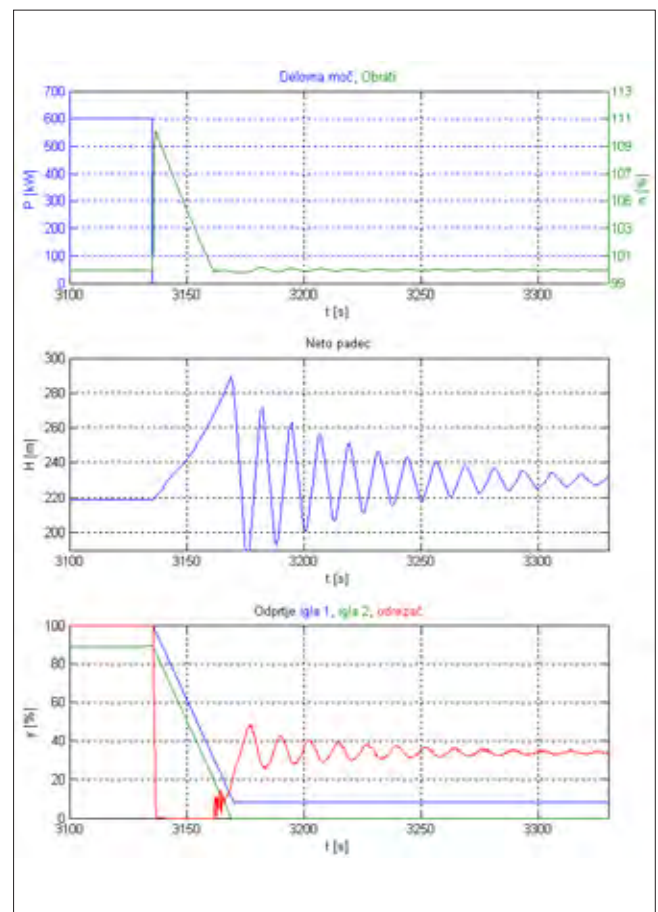 Delovna moč, Obrati
700
600
500
400
300
200
100
0
P [kW]
113
111
109
107
105
103
101
99
n [%]
3100 3150 3200 3250 3300
t [s]
Neto padec
300
280
260
240
220
200
H [m]
3100 3150 3200 3250 3300
t [s]
Odprtje igla 1, igla 2, odrezač
100
80
60
40
20
0
Y [%]
3100 3150 3200 3250 3300
t [s]